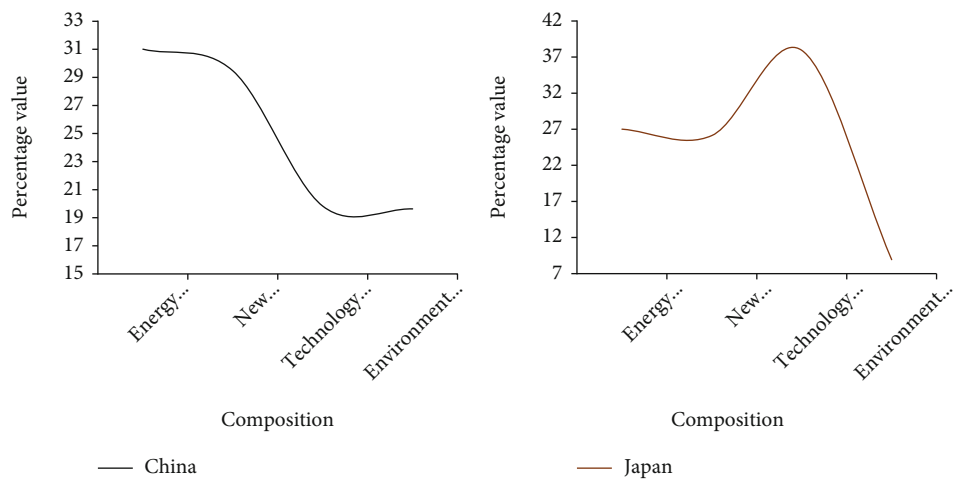 33
31
29
27
25
23
21
19
17
15
Percentage value
Energy...
New...
Technology...
Environment...
Composition
China
42
37
32
27
22
17
12
7
Percentage value
Energy...
New...
Technology...
Environment...
Composition
Japan